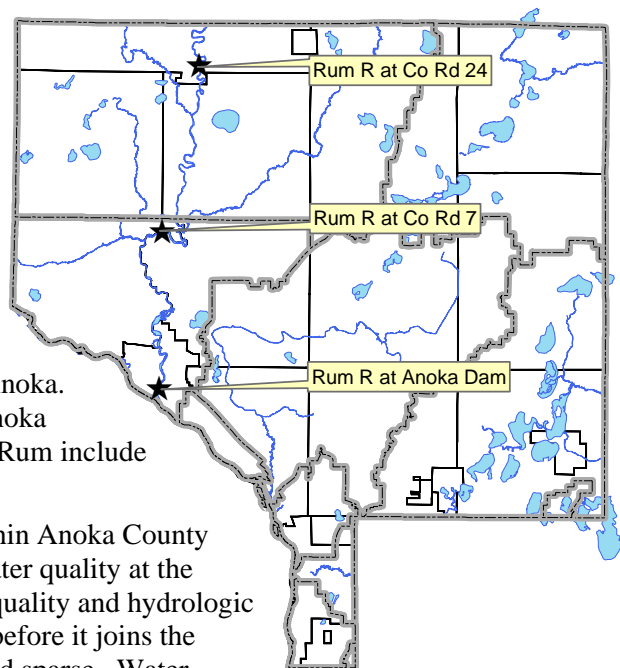 Rum R at Co Rd 24
Rum R at Co Rd 7
Rum R at Anoka Dam
noka.
noka
Rum include
hin Anoka County
ater quality at the
quality and hydrologic
before it joins the
d sparse. Water